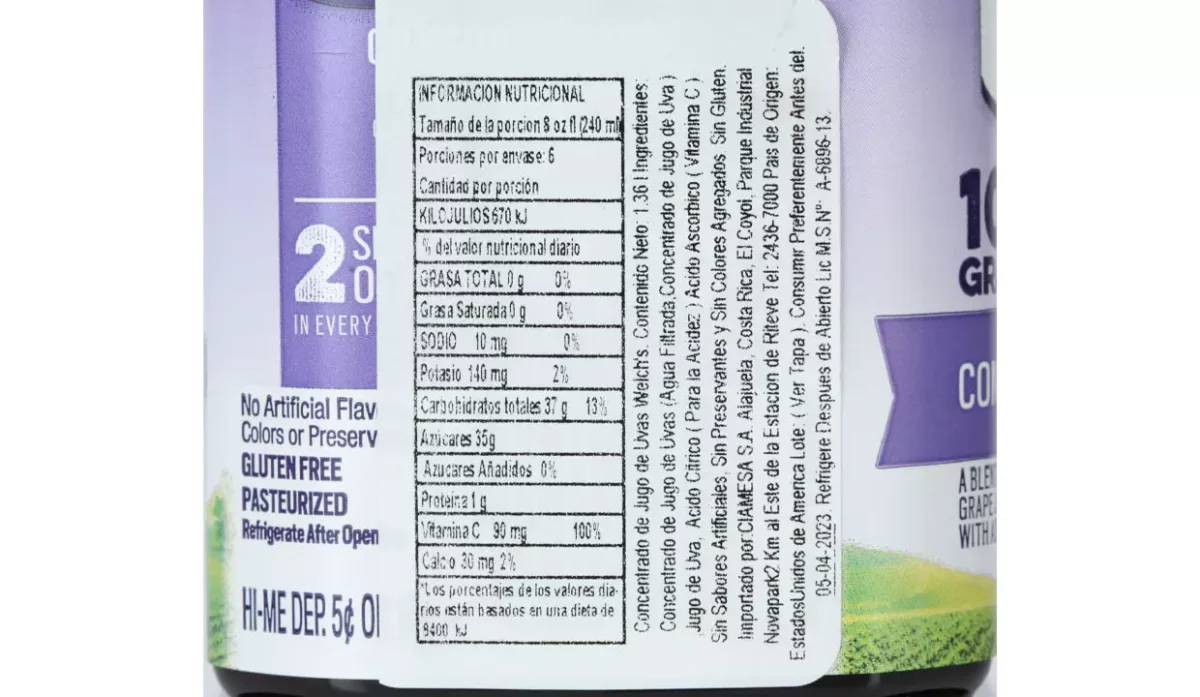 2
IN EVERY
No Artificial Flav
Colors or Preserv
GLUTEN FREE
PASTEURIZED
Refrigerate After Open
HI-ME DEP. 5¢
INFORMACION NUTRICIONAL
Tamaño de la porcion 8 oz fl (240 ml)
Porciones por envase: 6
Cantidad por porción
KILOJULIOS 670 kJ
% del valor nutricional diario
GRASA TOTAL 0 g 0%
Grasa Saturada 0 g 0%
SODIO 10 mg 0%
Potasio 140 mg 2%
Carbohidratos totales 37 g 13%
Azúcares 35g
Azucares Añadidos 0%
Proteína 1 g
Vitamina C 90 mg 100%
Calcio 30 mg 2%
*Los porcentajes de los valores dia-
rios están basados en una dieta de
8400 kJ
Concentrado de Jugo de Uvas Welch's. Contenido Neto: 1.36 l Ingredientes:
Concentrado de Jugo de Uvas (Agua Filtrada,Concentrado de Jugo de Uva )
Jugo de Uva, Acido Cítrico ( Para la Acidez ) Acido Ascorbico ( Vitamina C )
Sin Sabores Artificiales, Sin Preservantes y Sin Colores Agregados. Sin Gluten.
Importado por:CIAMESA S.A. Alajuela, Costa Rica, El Coyol, Parque Industrial
Novapark2 Km al Este de la Estacion de Riteve Tel: 2436-7000 Pais de Origen:
EstadosUnidos de America Lote: ( Ver Tapa ). Consumir Preferentemente Antes del.
05-04-2023. Refrigere Despues de Abierto Lic M.S Nº A-6896-13.
10
GR
CO
A BLEN
GRAPE
WITH A